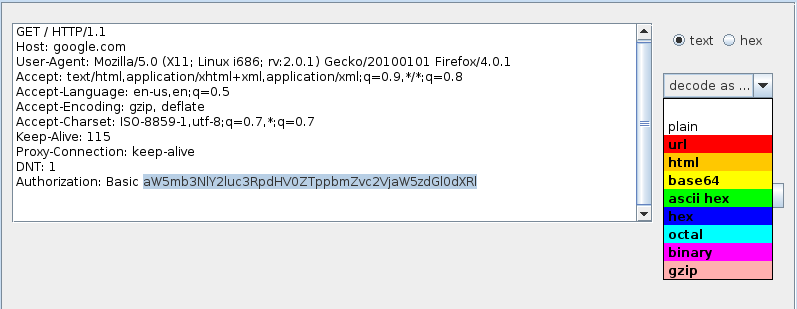 GET / HTTP/1.1
Host: google.com
User-Agent: Mozilla/5.0 (X11; Linux i686; rv:2.0.1) Gecko/20100101 Firefox/4.0.1
Accept: text/html,application/xhtml+xml,application/xml;q=0.9,*/*;q=0.8
Accept-Language: en-us,en;q=0.5
Accept-Encoding: gzip, deflate
Accept-Charset: ISO-8859-1,utf-8;q=0.7,*;q=0.7
Keep-Alive: 115
Proxy-Connection: keep-alive
DNT: 1
Authorization: Basic aW5mb3NlY2luc3RpdHV0ZTppbmZvc2VjaW5zdGl0dXRl
text hex
decode as ...
plain
url
html
base64
ascii hex
hex
octal
binary
gzip